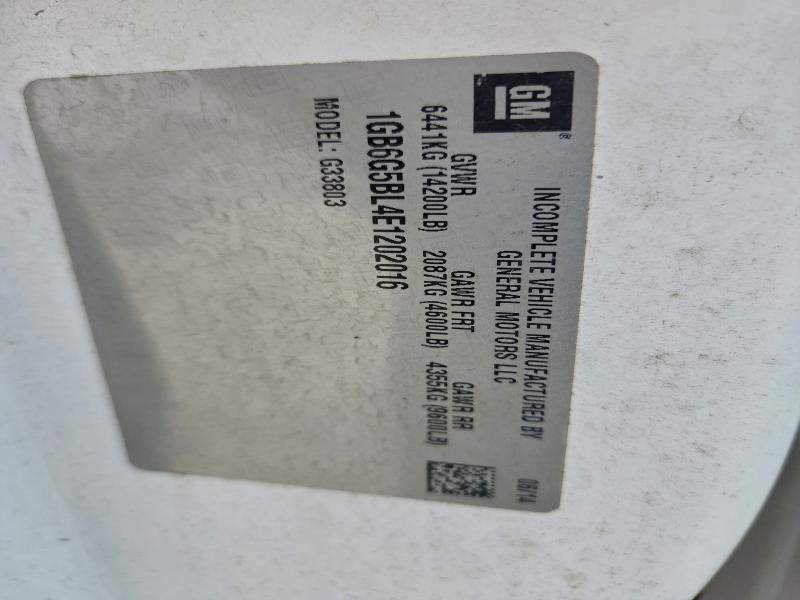 GM®
INCOMPLETE VEHICLE MANUFACTURED BY
GENERAL MOTORS LLC
06/14
GVWR GAWR FRT GAWR RR
6441KG (14200LB) 2087KG (4600LB) 4355KG (9600LB)
1GB6G5BL4E1202016
MODEL: G33803